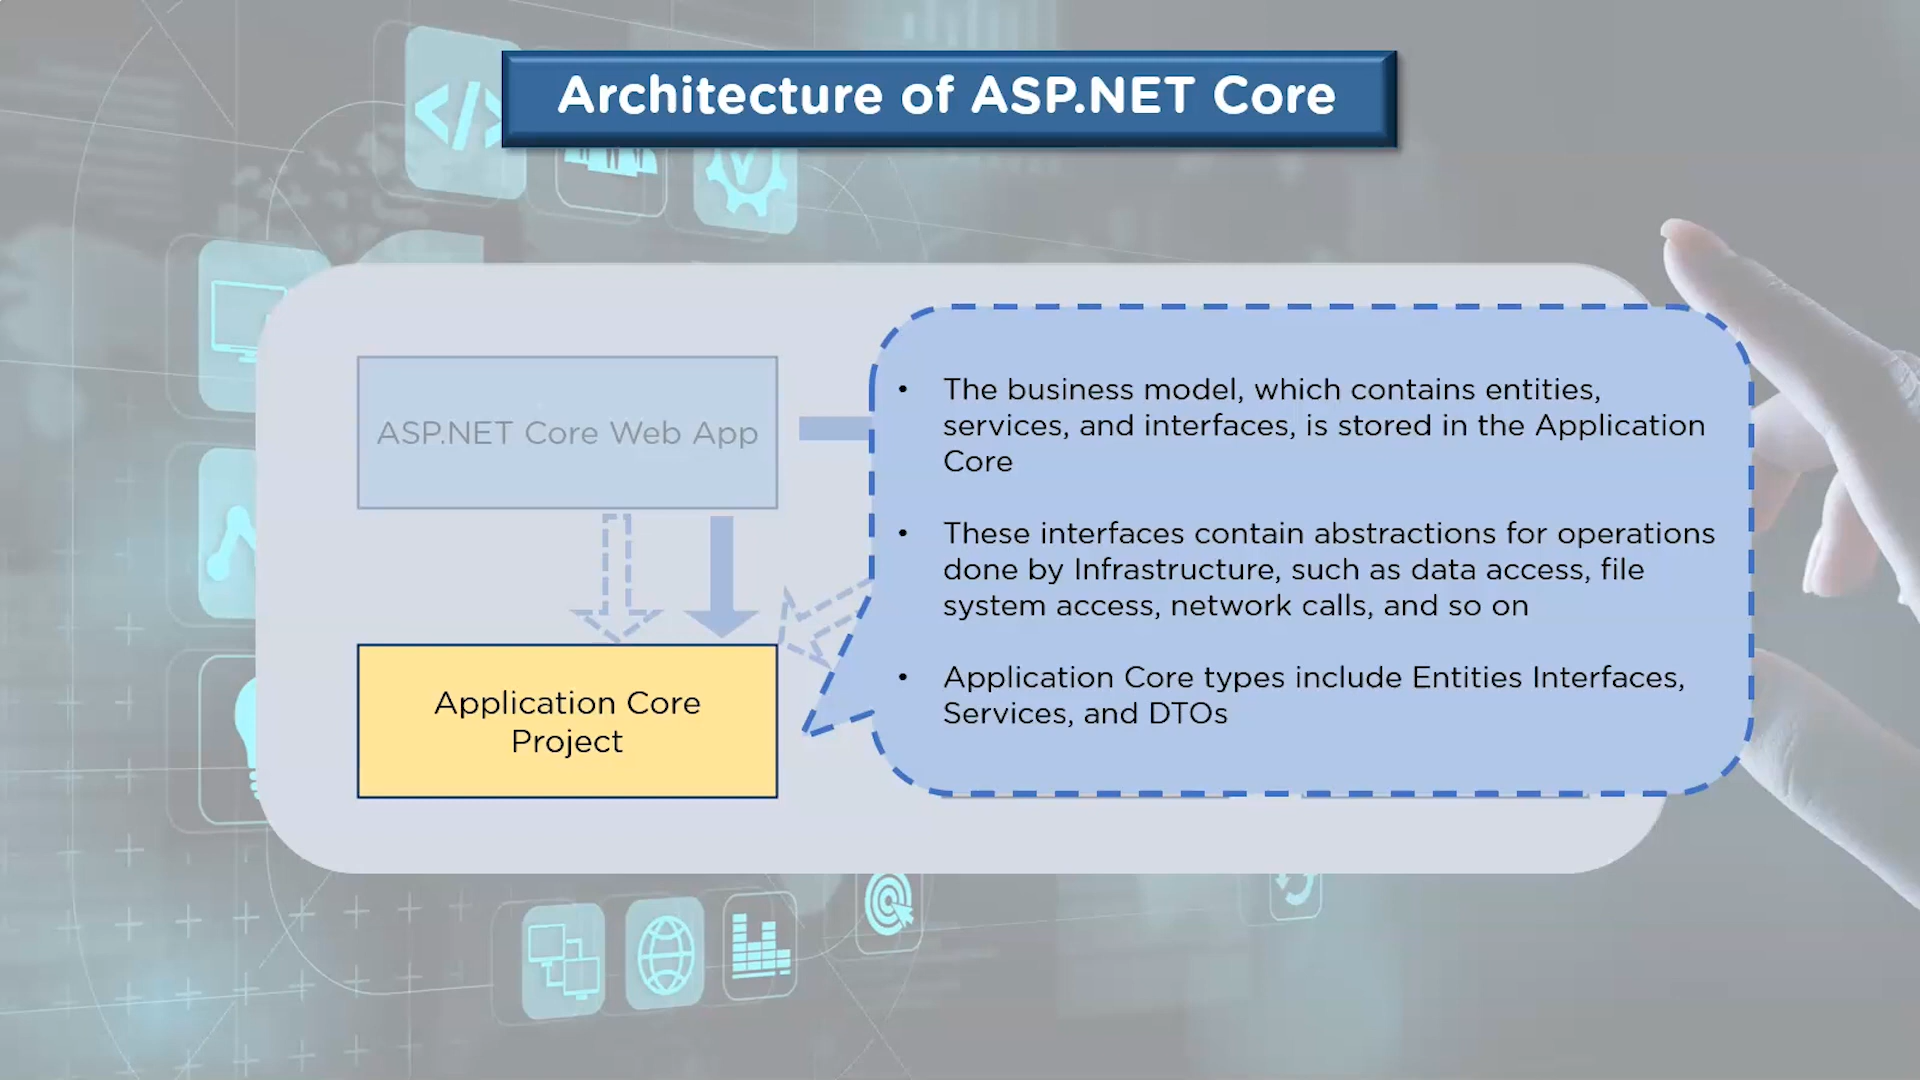 Architecture of ASP.NET Core
ASP.NET Core Web App
Application Core
Project
• The business model, which contains entities,
services, and interfaces, is stored in the Application
Core
• These interfaces contain abstractions for operations
done by Infrastructure, such as data access, file
system access, network calls, and so on
• Application Core types include Entities Interfaces,
Services, and DTOs